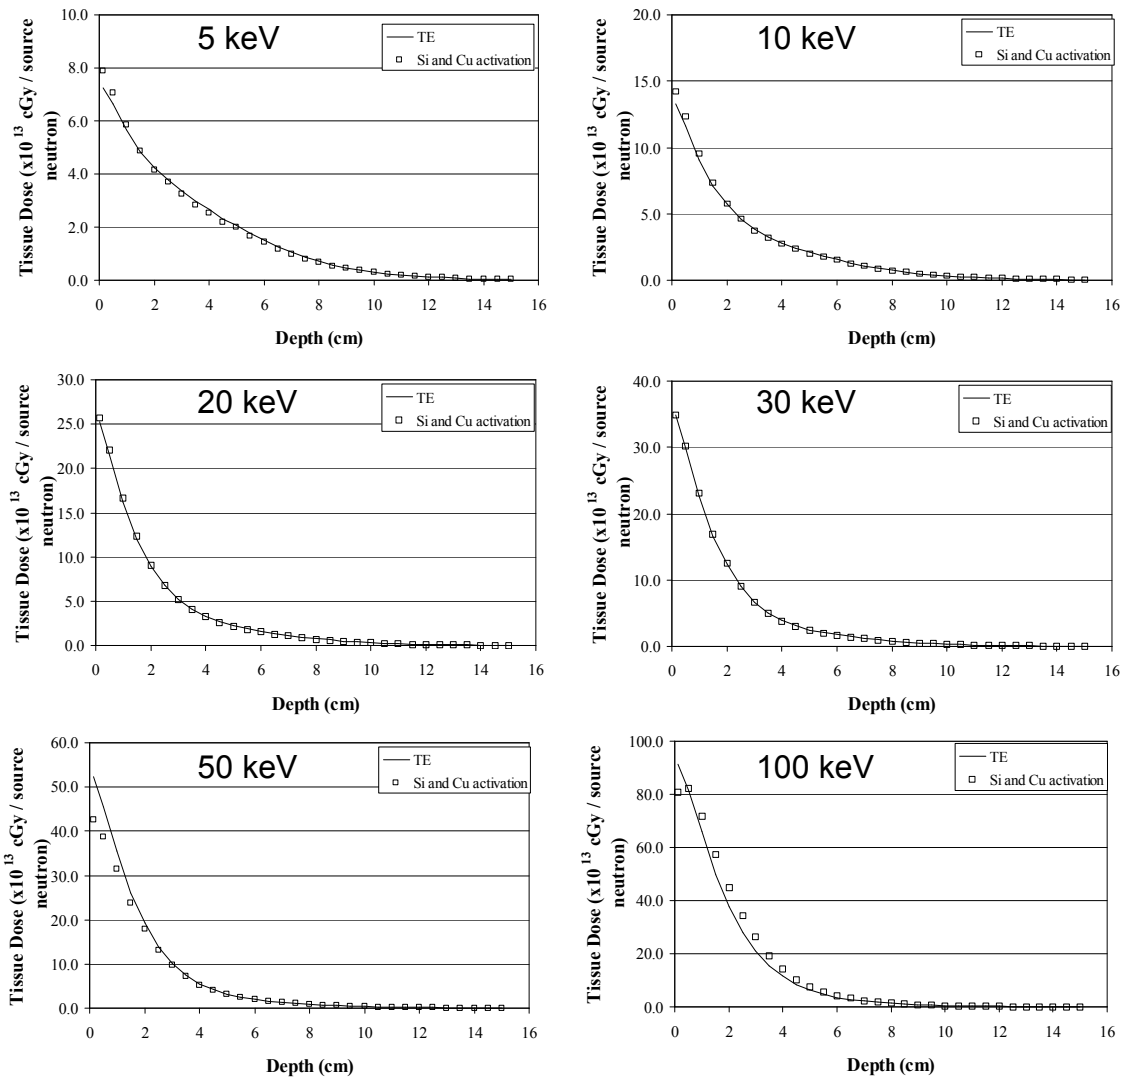 5 keV
TE
Si and Cu activation
Tissue Dose (x10 13 cGy / source
neutron)
10.0
8.0
6.0
4.0
2.0
0.0
0 2 4 6 8 10 12 14 16
Depth (cm)
10 keV
TE
Si and Cu activation
Tissue Dose (x10 13 cGy / source
neutron)
20.0
15.0
10.0
5.0
0.0
0 2 4 6 8 10 12 14 16
Depth (cm)
20 keV
TE
Si and Cu activation
Tissue Dose (x10 13 cGy / source
neutron)
30.0
25.0
20.0
15.0
10.0
5.0
0.0
0 2 4 6 8 10 12 14 16
Depth (cm)
30 keV
TE
Si and Cu activation
Tissue Dose (x10 13 cGy / source
neutron)
40.0
30.0
20.0
10.0
0.0
0 2 4 6 8 10 12 14 16
Depth (cm)
50 keV
TE
Si and Cu activation
Tissue Dose (x10 13 cGy / source
neutron)
60.0
50.0
40.0
30.0
20.0
10.0
0.0
0 2 4 6 8 10 12 14 16
Depth (cm)
100 keV
TE
Si and Cu activation
Tissue Dose (x10 13 cGy / source
neutron)
100.0
80.0
60.0
40.0
20.0
0.0
0 2 4 6 8 10 12 14 16
Depth (cm)